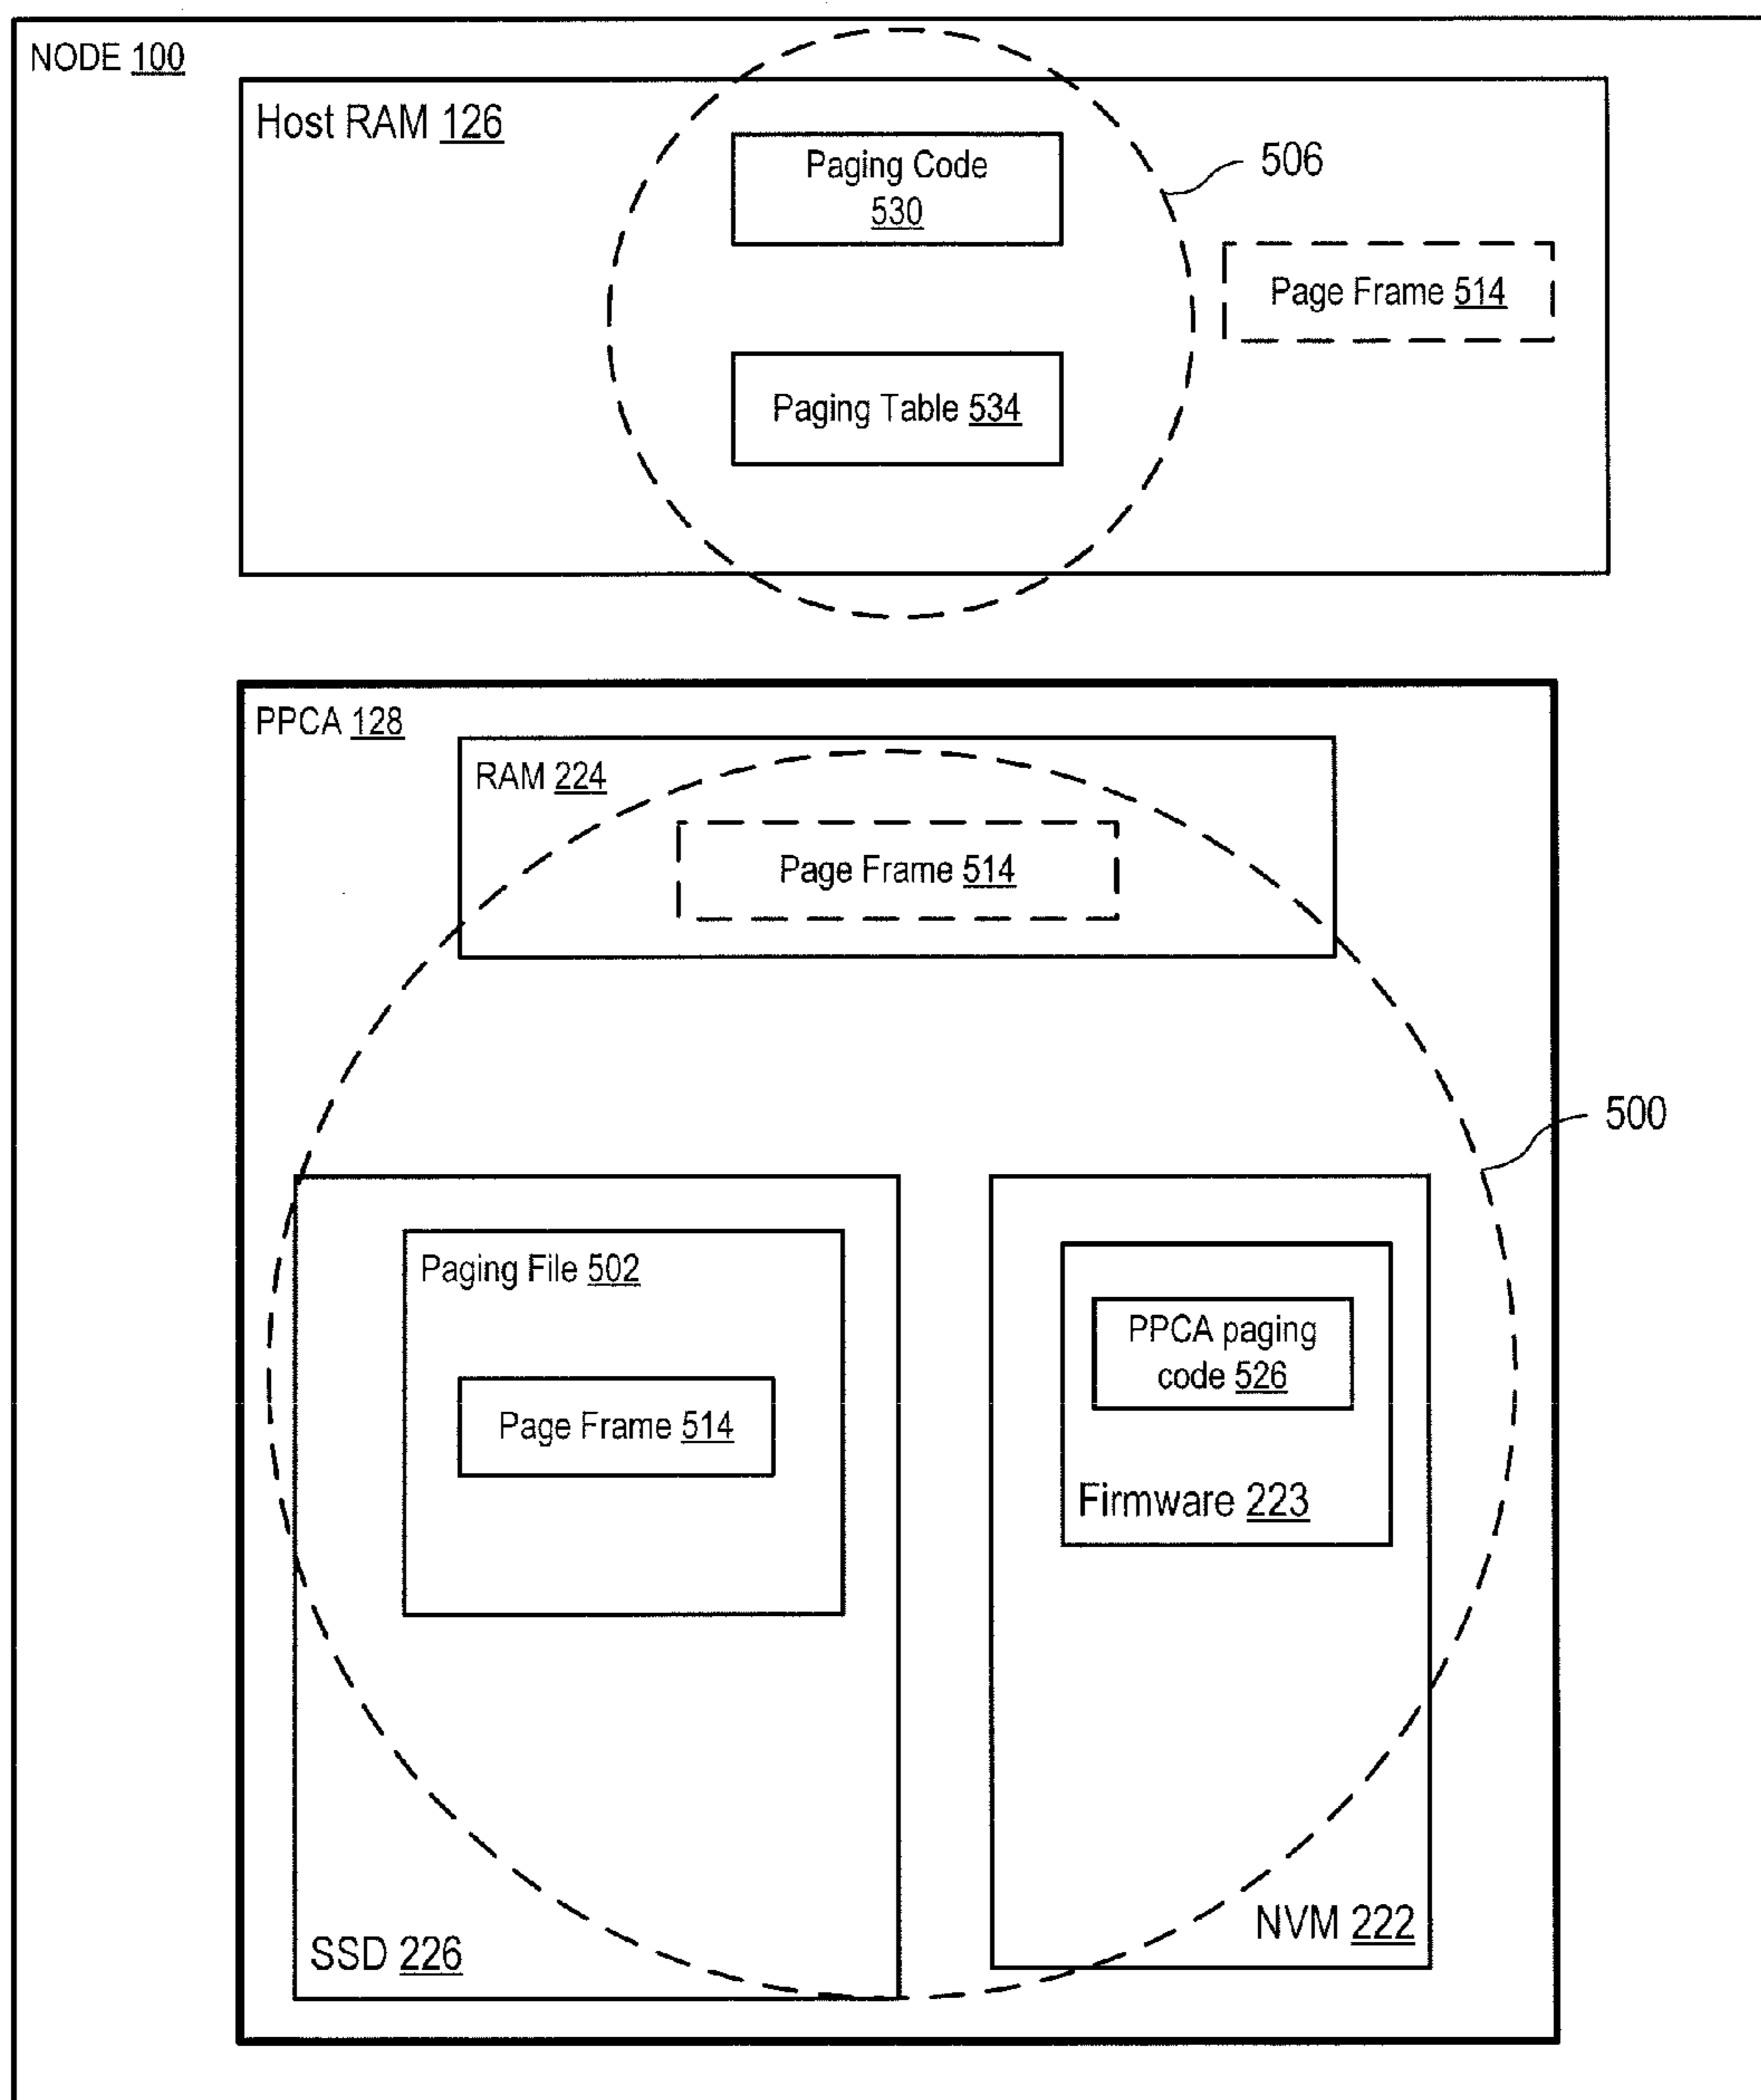 NODE 100
Host RAM 126
Paging Code
530
506
Page Frame 514
Paging Table 534
PPCA 128
RAM 224
Page Frame 514
500
Paging File 502
PPCA paging
code 526
Page Frame 514
Firmware 223
NVM 222
SSD 226